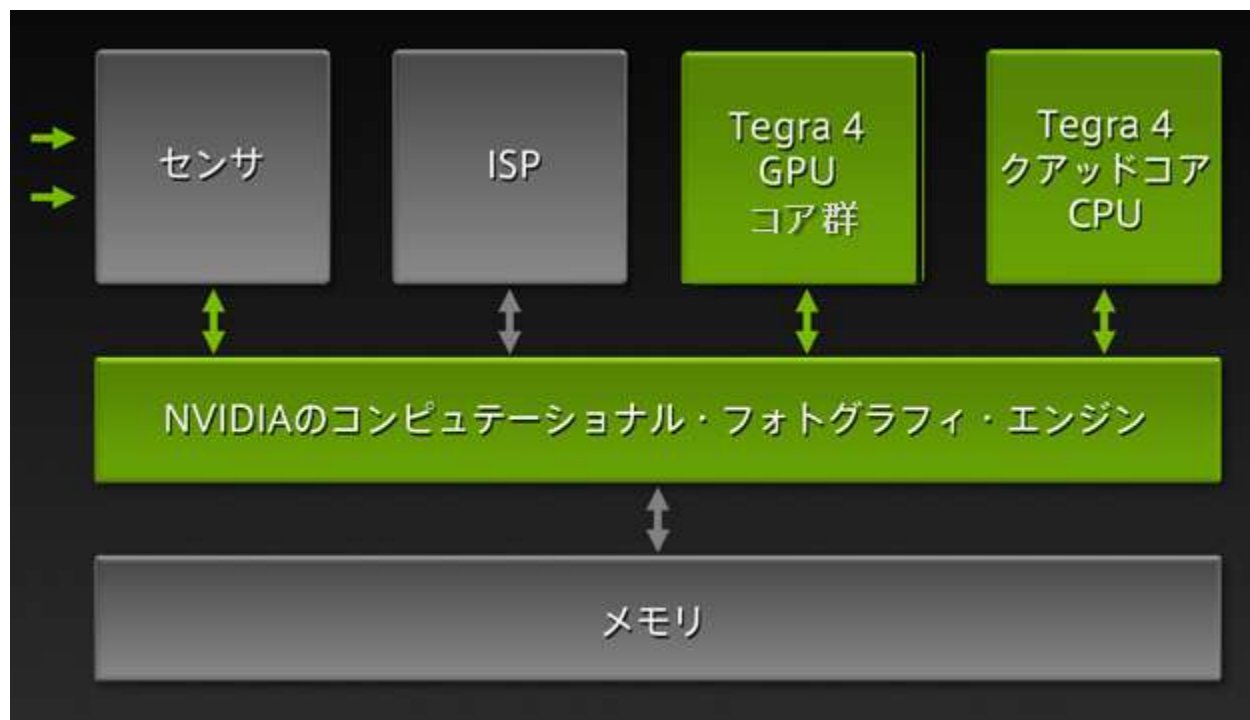 センサ
ISP
Tegra 4
GPU
コア群
Tegra 4
クアッドコア
CPU
NVIDIAのコンピュテーショナル・フォトグラフィ・エンジン
メモリ